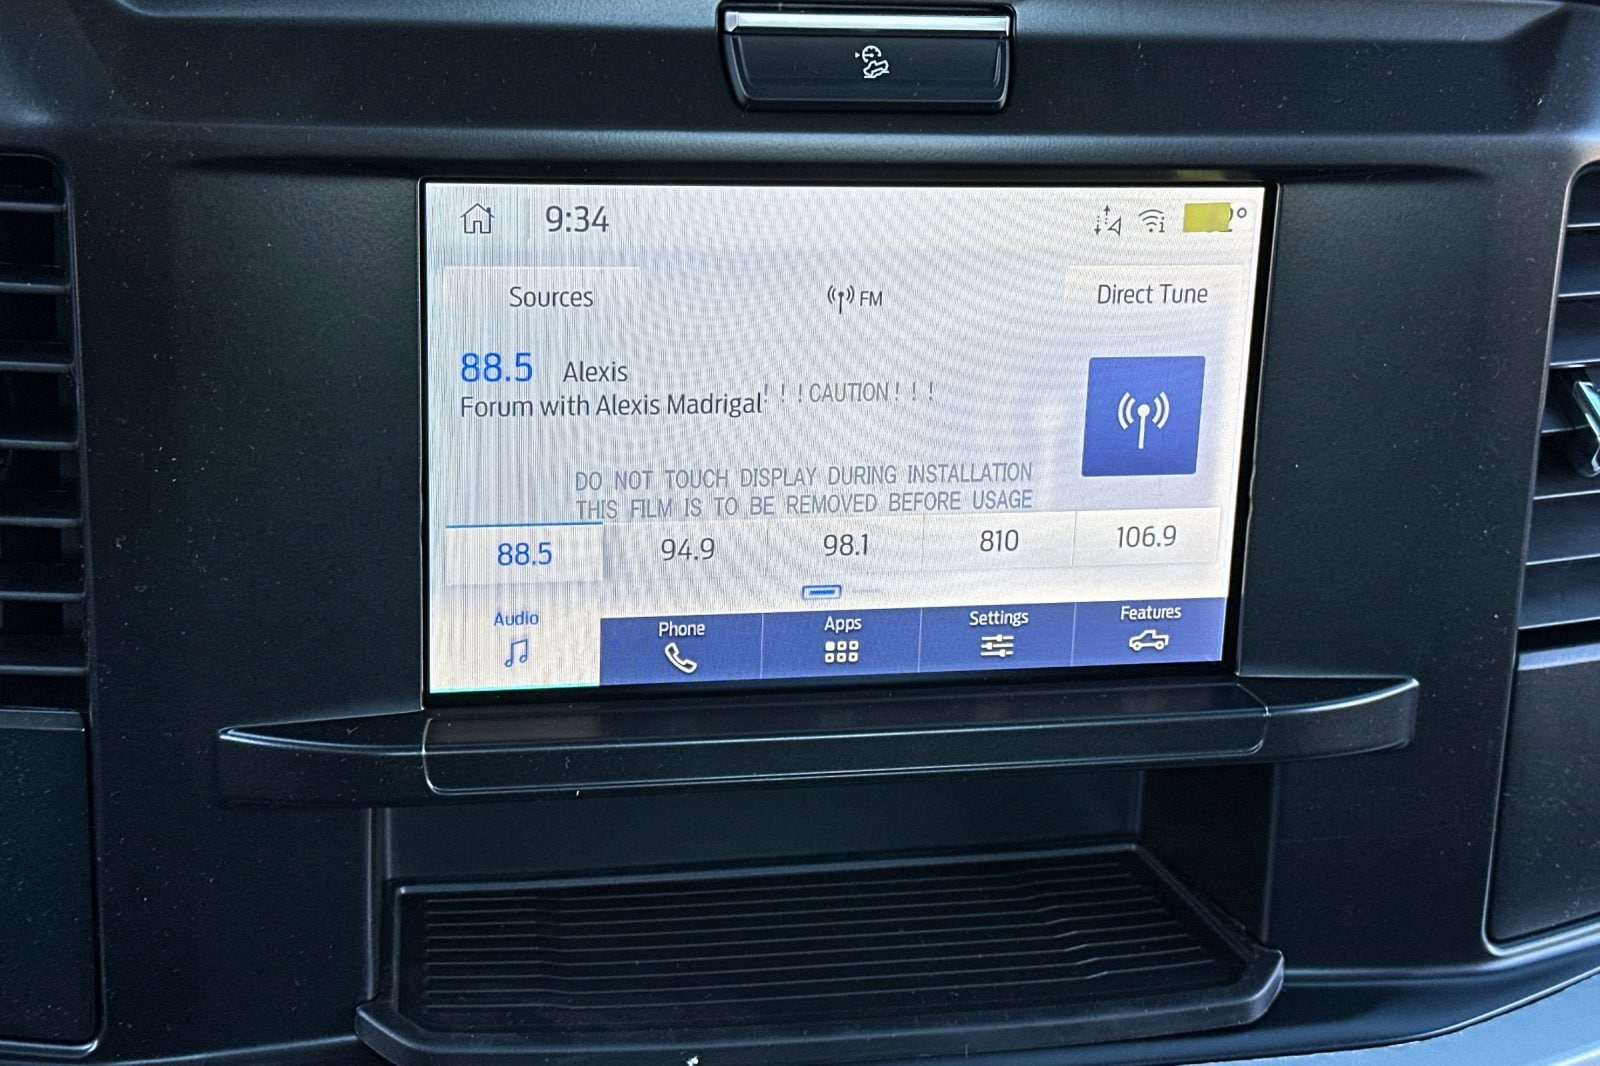 9:34
Sources
FM
Direct Tune
88.5 Alexis
Forum with Alexis Madrigal
! ! ! CAUTION ! ! !
DO NOT TOUCH DISPLAY DURING INSTALLATION
THIS FILM IS TO BE REMOVED BEFORE USAGE
88.5 94.9 98.1 810 106.9
Audio Phone Apps Settings Features